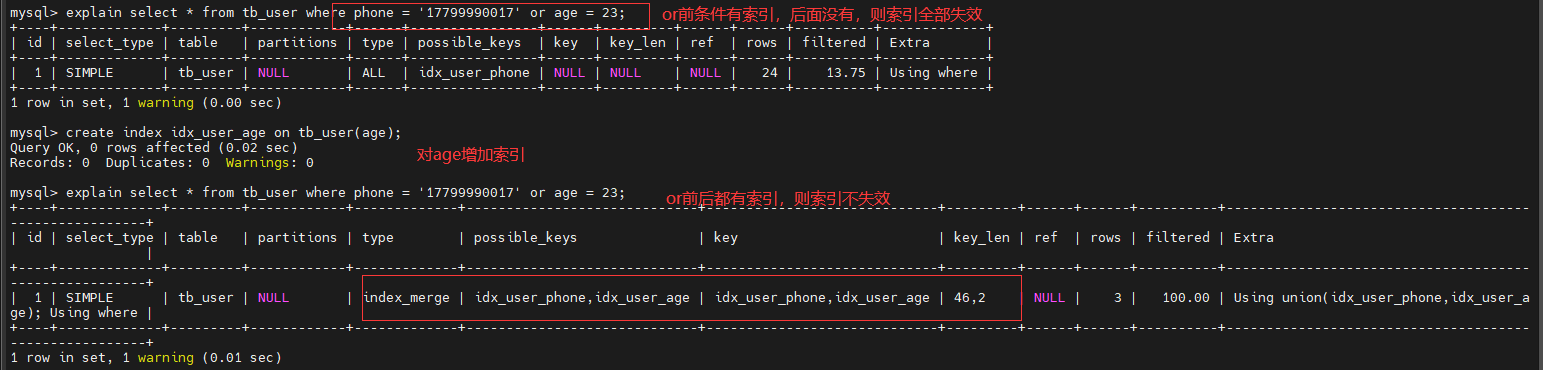 mysql> explain select * from tb_user where phone = '17799990017' or age = 23; or前条件有索引，后面没有，则索引全部失效
+----+-------------+---------+------------+------+----------------+------+---------+------+------+----------+-------------+
| id | select_type | table | partitions | type | possible_keys | key | key_len | ref | rows | filtered | Extra |
+----+-------------+---------+------------+------+----------------+------+---------+------+------+----------+-------------+
| 1 | SIMPLE | tb_user | NULL | ALL | idx_user_phone | NULL | NULL | NULL | 24 | 13.75 | Using where |
+----+-------------+---------+------------+------+----------------+------+---------+------+------+----------+-------------+
1 row in set, 1 warning (0.00 sec)
mysql> create index idx_user_age on tb_user(age);
Query OK, 0 rows affected (0.02 sec)
Records: 0 Duplicates: 0 Warnings: 0
对age增加索引
mysql> explain select * from tb_user where phone = '17799990017' or age = 23;
or前后都有索引，则索引不失效
| id | select_type | table | partitions | type | possible_keys | key | key_len | ref | rows | filtered | Extra
|
| 1 | SIMPLE | tb_user | NULL | index_merge | idx_user_phone,idx_user_age | idx_user_phone,idx_user_age | 46,2 | NULL | 3 | 100.00 | Using union(idx_user_phone,idx_user_a
ge); Using where |
1 row in set, 1 warning (0.01 sec)